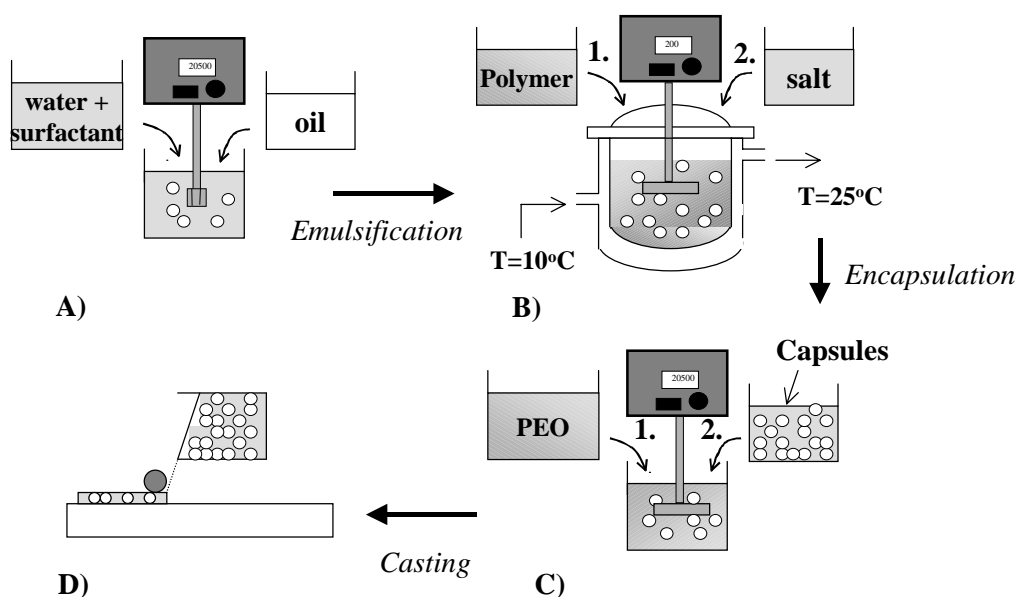 20500
water +
surfactant
oil
Emulsification
A)
1.
200
2.
Polymer
salt
T=25°C
T=10°C
B)
Encapsulation
Capsules
PEO
20500
1.
2.
Casting
C)
D)